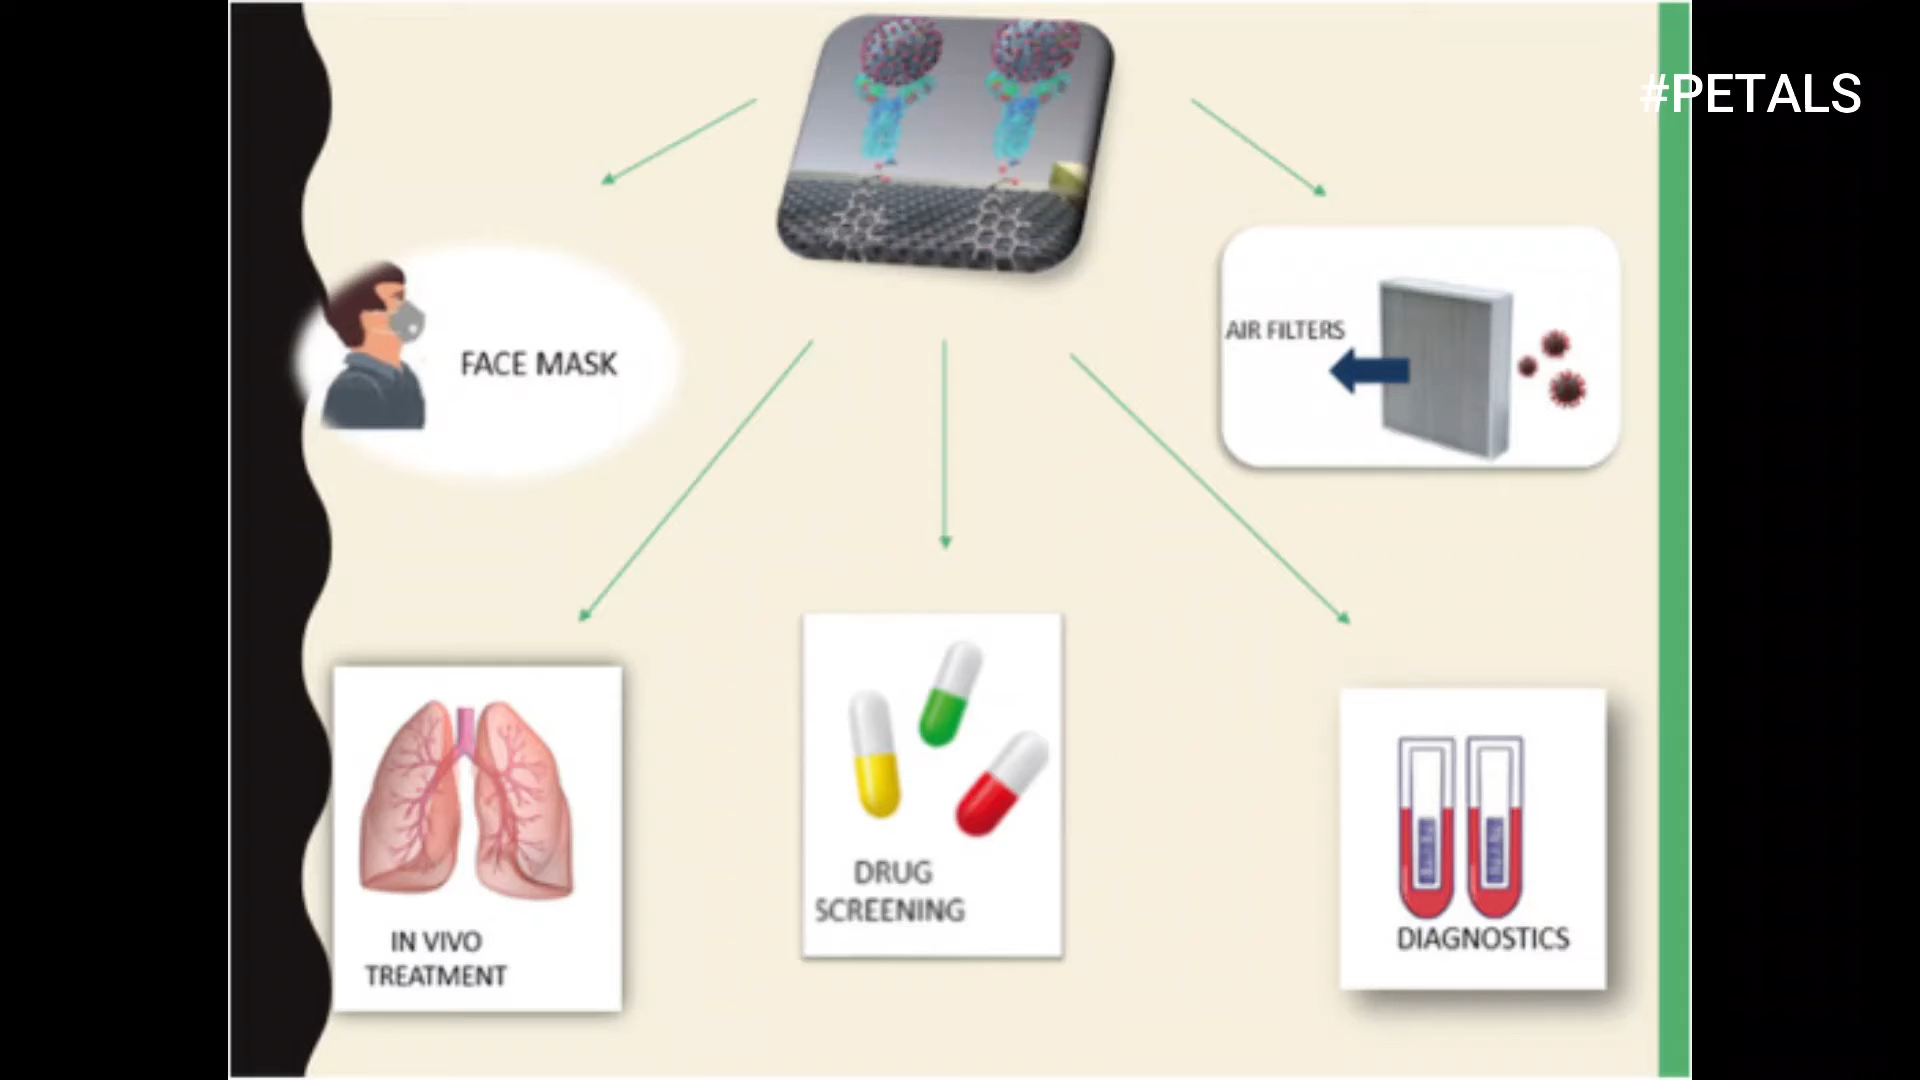 #PETALS
AIR FILTERS
FACE MASK
DRUG
SCREENING
IN VIVO
TREATMENT
DIAGNOSTICS